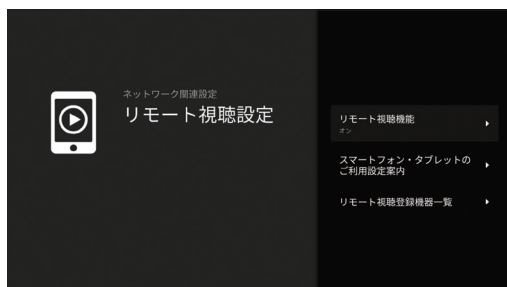 ネットワーク関連設定
リモート視聴設定
リモート視聴機能
オン
スマートフォン・タブレットの
ご利用設定案内
リモート視聴登録機器一覧